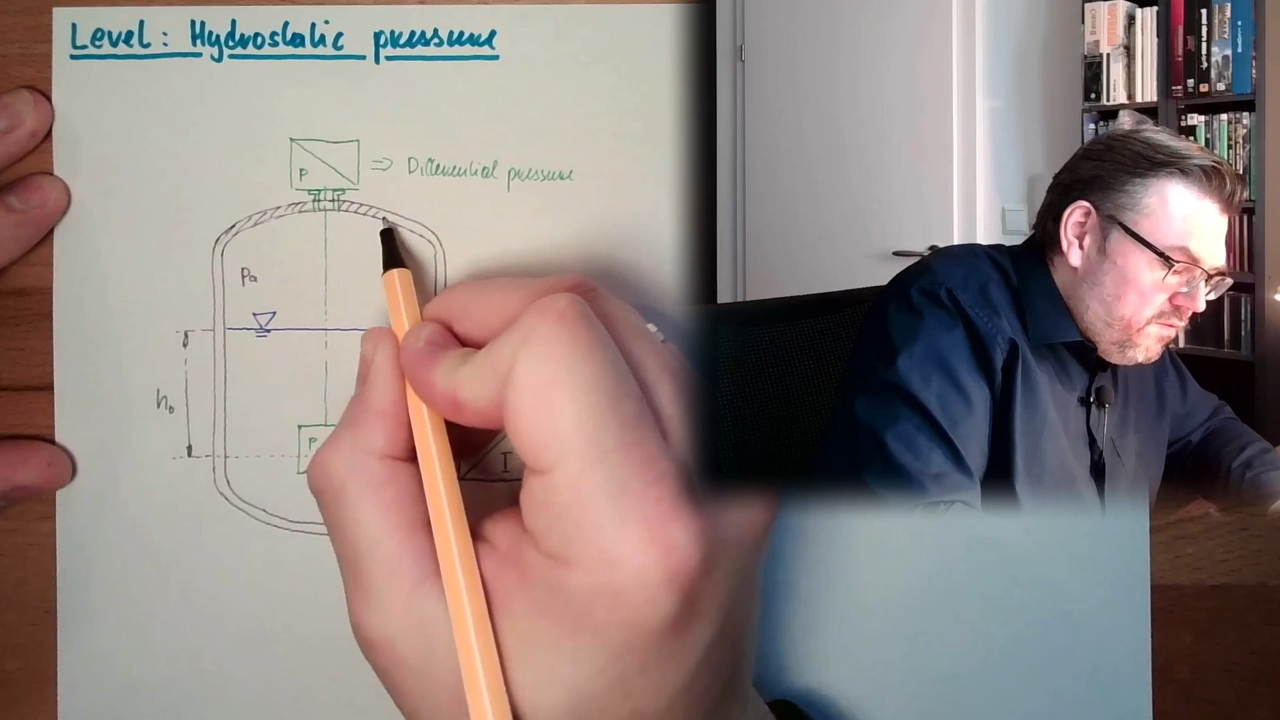 Level: Hydrostatic pressure
P ⇒ Differential pressure
Pa
h₀
P
I